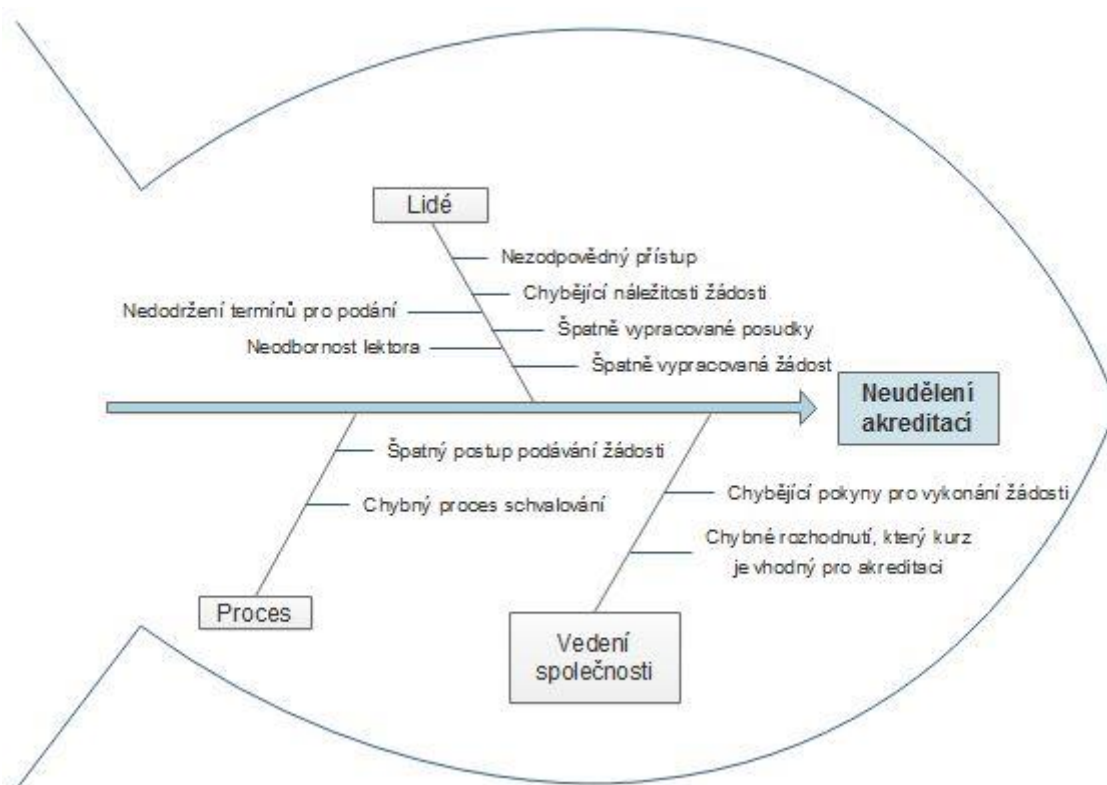 Lidé
Nezodpovědný přístup
Chybějící náležitosti žádosti
Nedodržení termínů pro podání
Špatně vypracované posudky
Neodbornost lektora
Špatně vypracovaná žádost
Neudělení
akreditací
Špatný postup podávání žádosti
Chybějící pokyny pro vykonání žádosti
Chybný proces schvalování
Chybné rozhodnutí, který kurz
je vhodný pro akreditaci
Proces
Vedení
společnosti